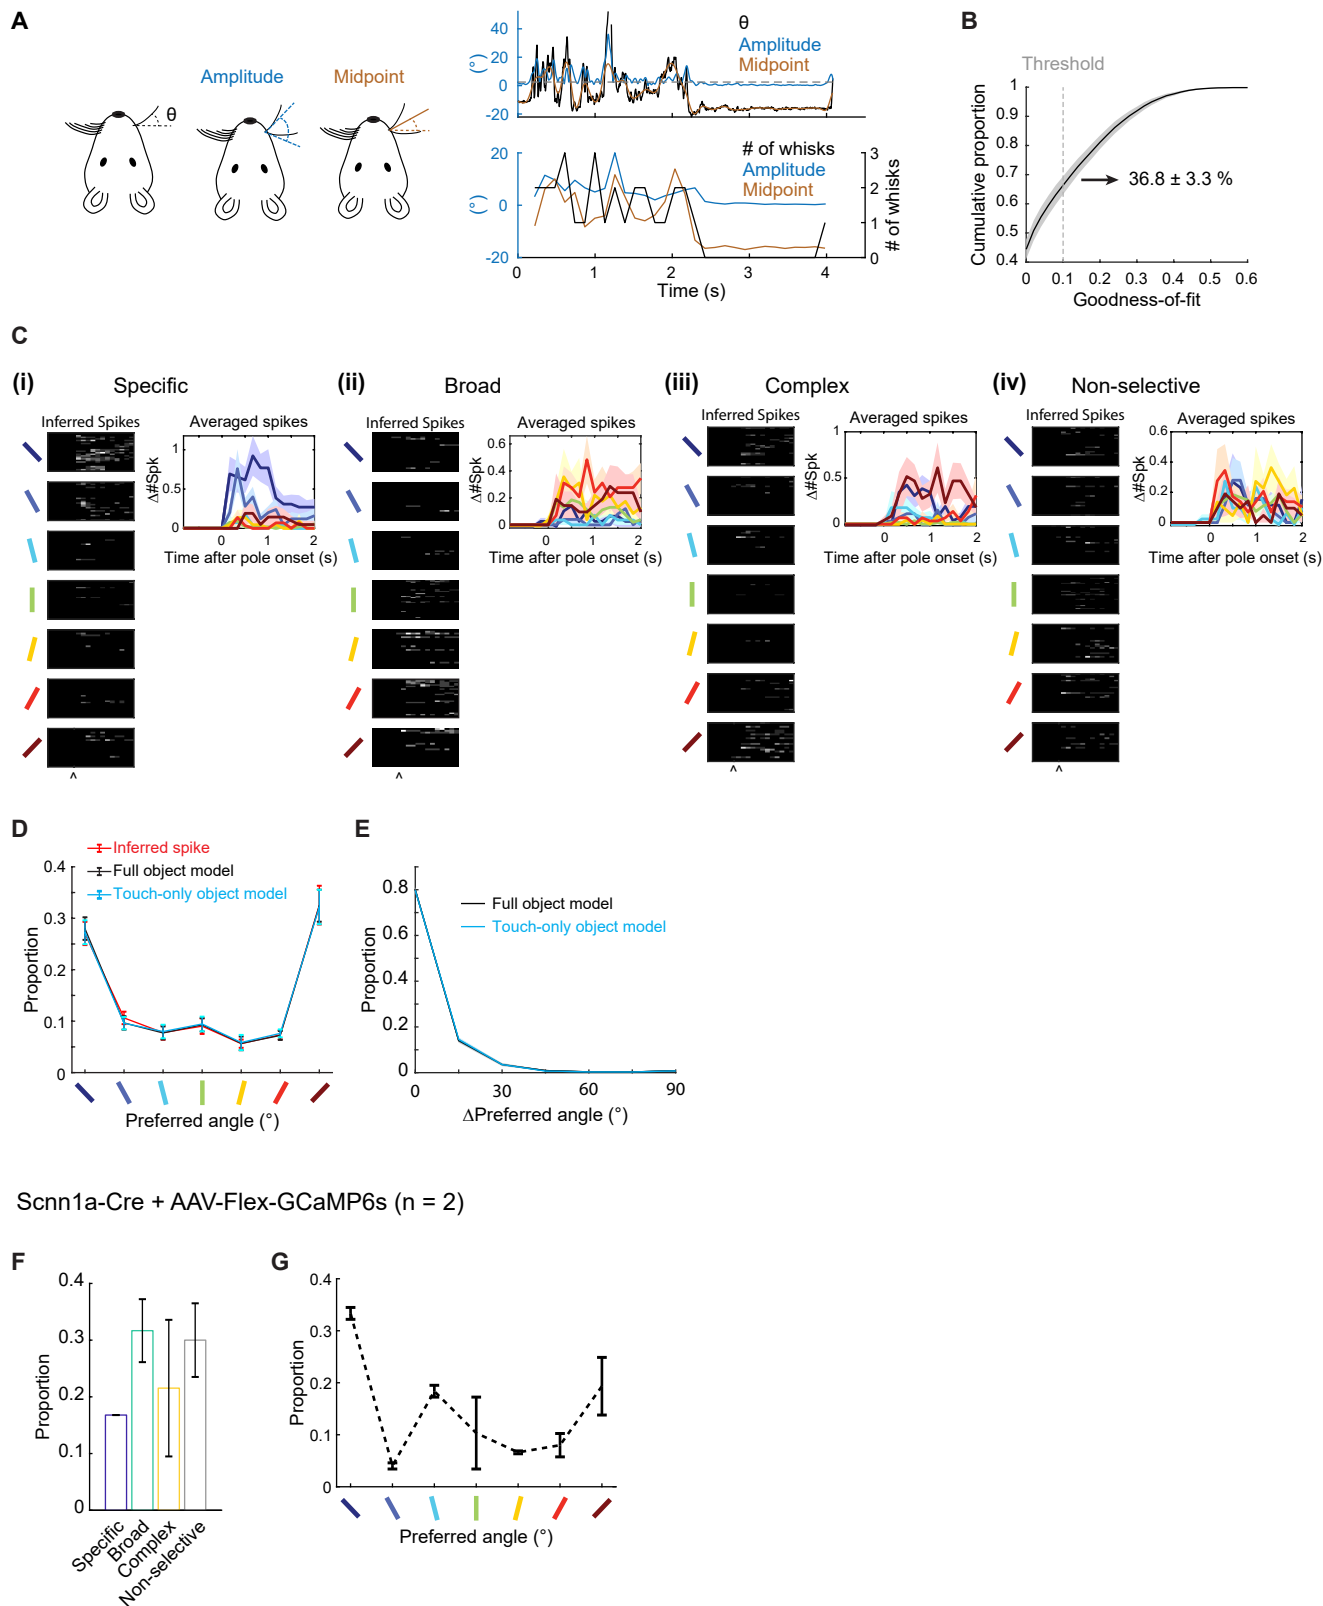 A
Amplitude
Midpoint
θ
θ
Amplitude
Midpoint
(°)
40
20
0
-20
# of whisks
Amplitude
Midpoint
(°)
20
0
-20
3
2
1
0
# of whisks
0 1 2 3 4
Time (s)
B
Threshold
Cumulative proportion
1
0.9
0.8
0.7
0.6
0.5
0.4
36.8 ± 3.3 %
0 0.1 0.2 0.3 0.4 0.5 0.6
Goodness-of-fit
C
(i) Specific
Inferred Spikes
Averaged spikes
Δ#Spk
1
0.5
0
0 1 2
Time after pole onset (s)
^
(ii) Broad
Inferred Spikes
Averaged spikes
Δ#Spk
0.6
0.4
0.2
0
0 1 2
Time after pole onset (s)
^
(iii) Complex
Inferred Spikes
Averaged spikes
Δ#Spk
1
0.5
0
0 1 2
Time after pole onset (s)
^
(iv) Non-selective
Inferred Spikes
Averaged spikes
Δ#Spk
0.6
0.4
0.2
0
0 1 2
Time after pole onset (s)
^
D
Inferred spike
Full object model
Touch-only object model
Proportion
0.4
0.3
0.2
0.1
0
Preferred angle (°)
E
Full object model
Touch-only object model
Proportion
0.8
0.6
0.4
0.2
0
0 30 60 90
ΔPreferred angle (°)
Scnn1a-Cre + AAV-Flex-GCaMP6s (n = 2)
F
Proportion
0.4
0.3
0.2
0.1
0
Specific
Broad
Complex
Non-selective
G
Proportion
0.4
0.3
0.2
0.1
0
Preferred angle (°)